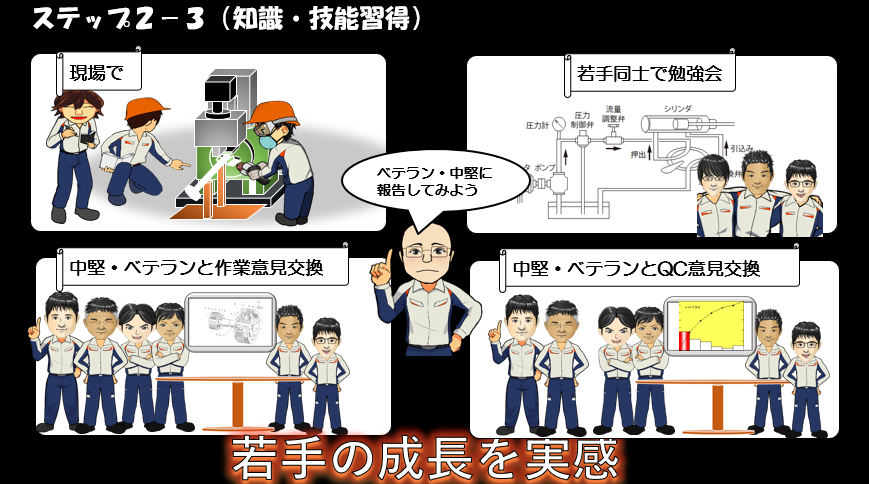 ステップ2－3（知識・技能習得）
現場で
若手同士で勉強会
圧力計
圧力
制御弁
流量
調整弁
シリンダ
押出
引込み
タ ポンプ
換弁
ベテラン・中堅に
報告してみよう
中堅・ベテランと作業意見交換
中堅・ベテランとQC意見交換
若手の成長を実感